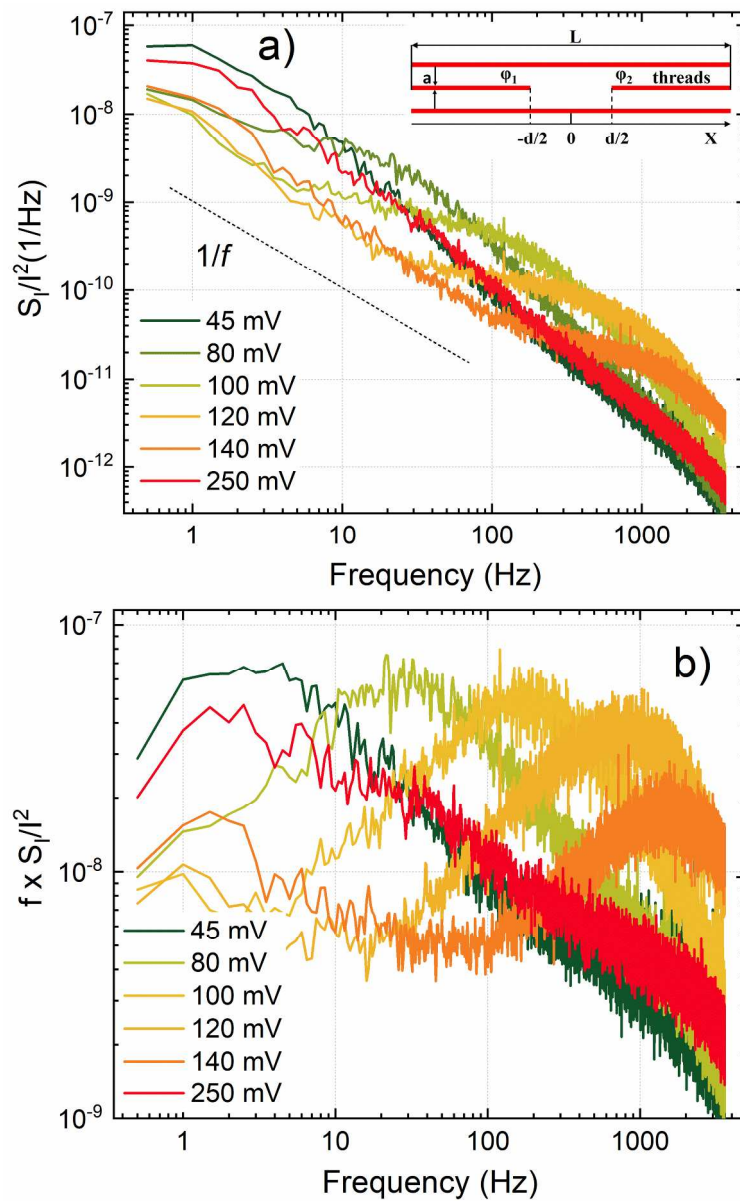 a)
L
a
φ₁
φ₂ threads
-d/2 0 d/2 X
10⁻⁷
10⁻⁸
10⁻⁹
10⁻¹⁰
10⁻¹¹
10⁻¹²
S_I/I²(1/Hz)
1/f
45 mV
80 mV
100 mV
120 mV
140 mV
250 mV
1 10 100 1000
Frequency (Hz)
b)
10⁻⁷
10⁻⁸
10⁻⁹
f x S_I/I²
45 mV
80 mV
100 mV
120 mV
140 mV
250 mV
1 10 100 1000
Frequency (Hz)